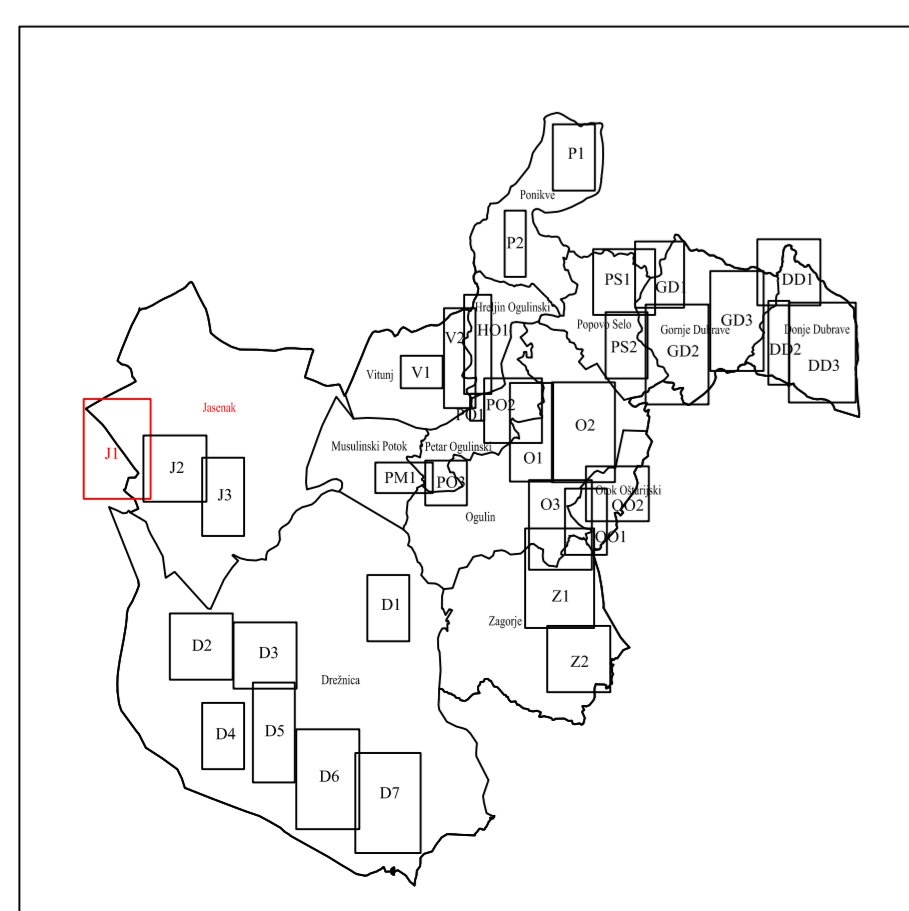 P1
Ponikve
P2
PS1
GD1
DD1
Hreljin Ogulinski
GD3
V2
HO1
Popovo Selo
Gornje Dubrave
Donje Dubrave
PS2
GD2
DD2
DD3
Vitunj
V1
Jasenak
PO1
PO2
O2
Musulinski Potok
Petar Ogulinski
J1
O1
J2
J3
PM1
PO3
Otok Oštarijski
O3
OO2
Ogulin
OO1
D1
Z1
Zagorje
D2
D3
Z2
Drežnica
D4
D5
D6
D7